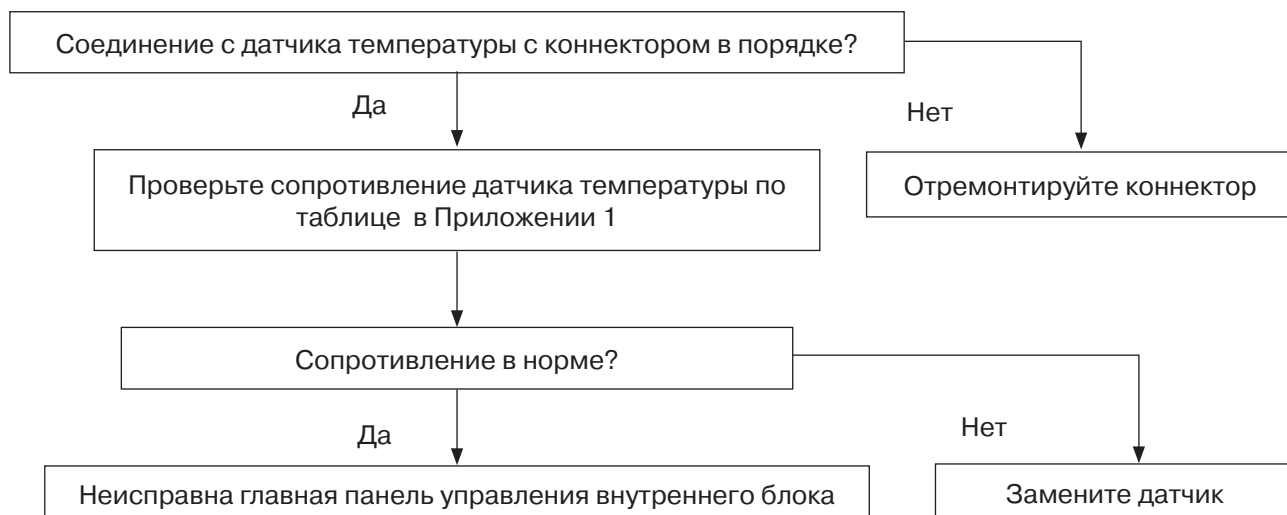 Соединение с датчика температуры с коннектором в порядке?
Да
Нет
Проверьте сопротивление датчика температуры по
таблице в Приложении 1
Отремонтируйте коннектор
Сопротивление в норме?
Да
Нет
Неисправна главная панель управления внутреннего блока
Замените датчик